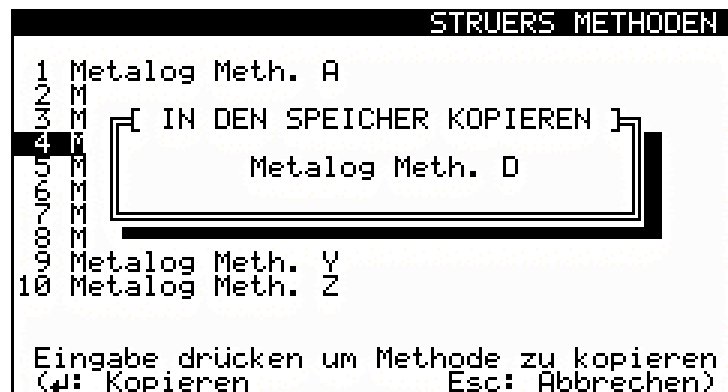 STRUERS METHODEN
1 Metalog Meth. A
2 M
3 M
[ IN DEN SPEICHER KOPIEREN ]
4 M
Metalog Meth. D
5 M
6 M
7 M
8 M
9 Metalog Meth. Y
10 Metalog Meth. Z
Eingabe drücken um Methode zu kopieren
(↵: Kopieren Esc: Abbrechen)